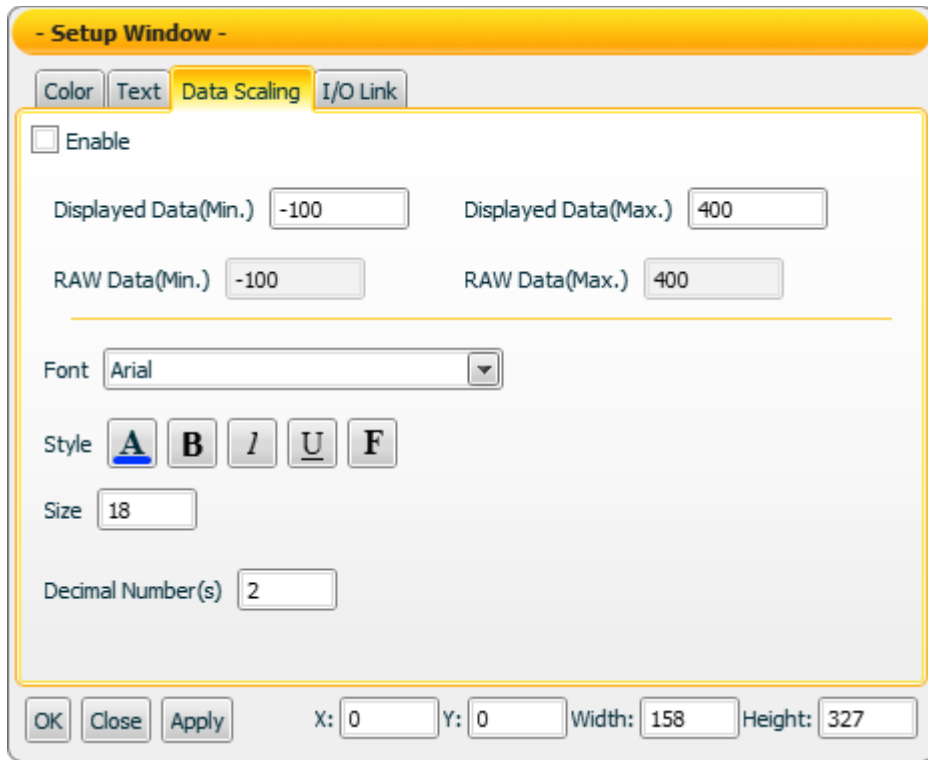 - Setup Window -
Color Text Data Scaling I/O Link
Enable
Displayed Data(Min.) -100 Displayed Data(Max.) 400
RAW Data(Min.) -100 RAW Data(Max.) 400
Font Arial
Style A B I U F
Size 18
Decimal Number(s) 2
OK Close Apply X: 0 Y: 0 Width: 158 Height: 327